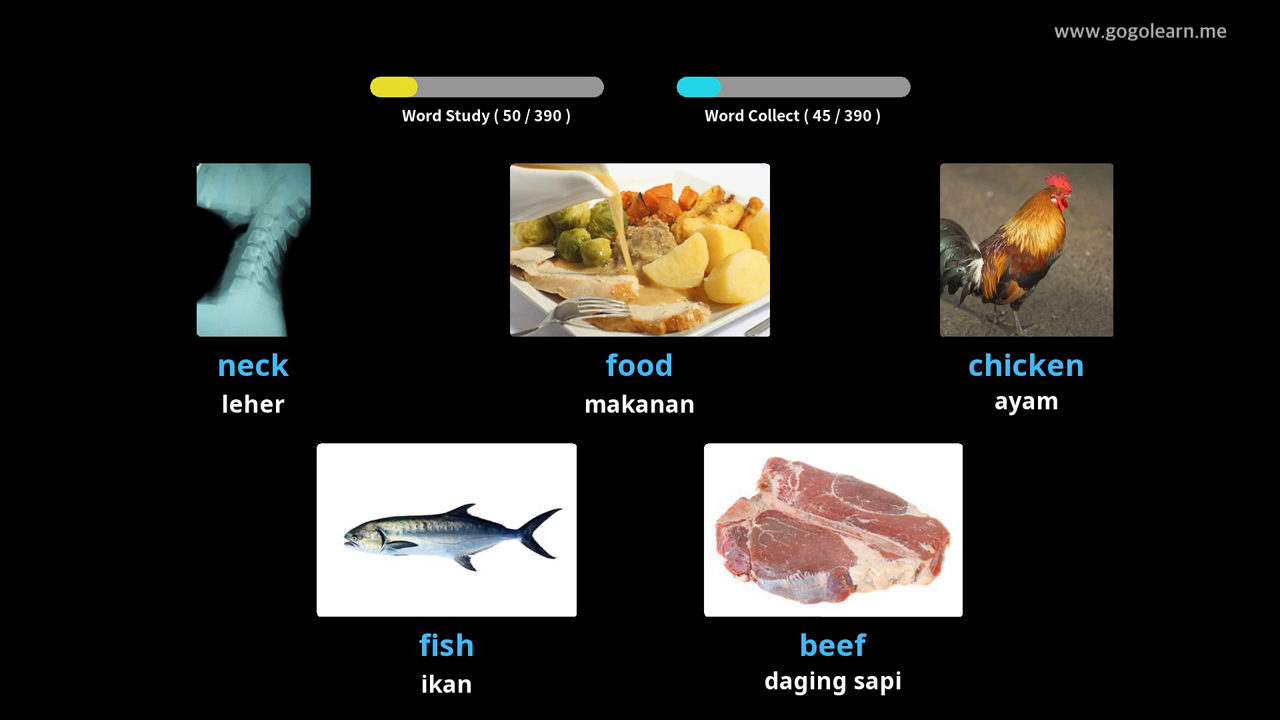 www.gogolearn.me
Word Study ( 50 / 390 )
Word Collect ( 45 / 390 )
neck
leher
food
makanan
chicken
ayam
fish
ikan
beef
daging sapi